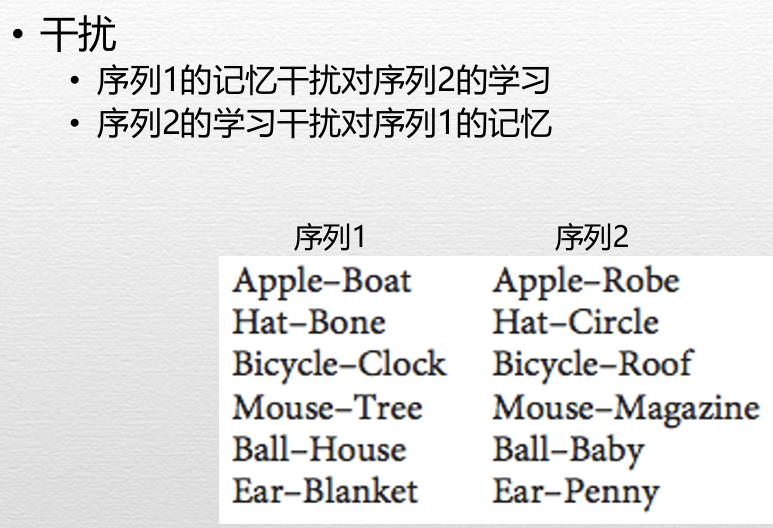 • 干扰
• 序列1的记忆干扰对序列2的学习
• 序列2的学习干扰对序列1的记忆
序列1 序列2
Apple–Boat Apple–Robe
Hat–Bone Hat–Circle
Bicycle–Clock Bicycle–Roof
Mouse–Tree Mouse–Magazine
Ball–House Ball–Baby
Ear–Blanket Ear–Penny